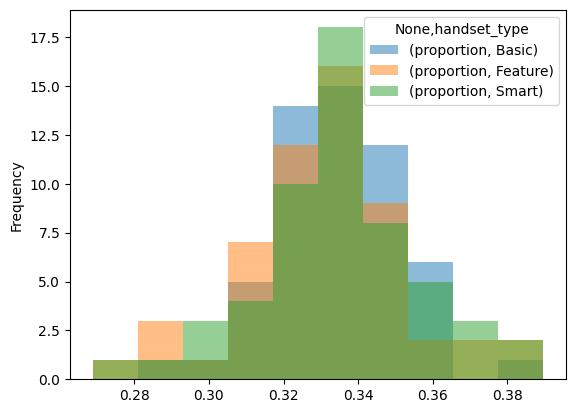 None,handset_type
(proportion, Basic)
(proportion, Feature)
(proportion, Smart)
Frequency
17.5
15.0
12.5
10.0
7.5
5.0
2.5
0.0
0.28 0.30 0.32 0.34 0.36 0.38